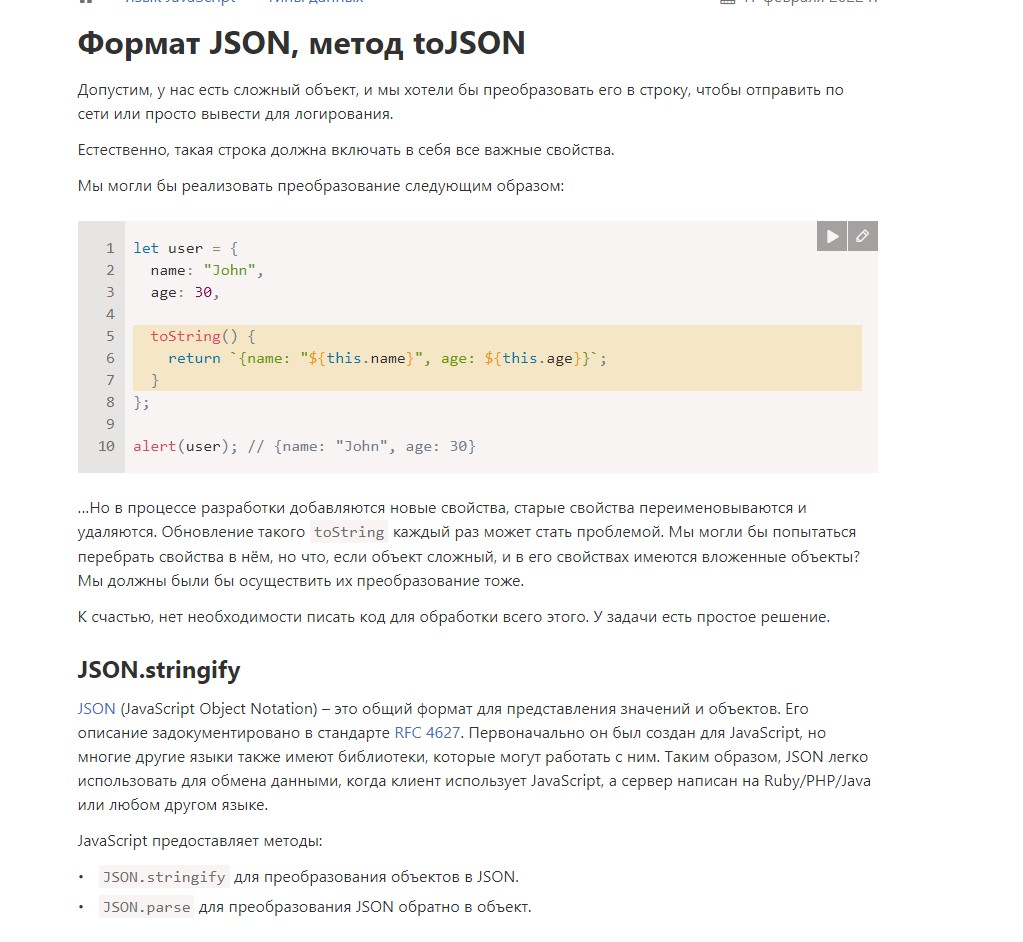 Формат JSON, метод toJSON
Допустим, у нас есть сложный объект, и мы хотели бы преобразовать его в строку, чтобы отправить по
сети или просто вывести для логирования.
Естественно, такая строка должна включать в себя все важные свойства.
Мы могли бы реализовать преобразование следующим образом:
1 let user = {
2   name: "John",
3   age: 30,
4
5   toString() {
6     return `{name: "${this.name}", age: ${this.age}}`;
7   }
8 };
9
10 alert(user); // {name: "John", age: 30}
…Но в процессе разработки добавляются новые свойства, старые свойства переименовываются и
удаляются. Обновление такого toString каждый раз может стать проблемой. Мы могли бы попытаться
перебрать свойства в нём, но что, если объект сложный, и в его свойствах имеются вложенные объекты?
Мы должны были бы осуществить их преобразование тоже.
К счастью, нет необходимости писать код для обработки всего этого. У задачи есть простое решение.
JSON.stringify
JSON (JavaScript Object Notation) – это общий формат для представления значений и объектов. Его
описание задокументировано в стандарте RFC 4627. Первоначально он был создан для JavaScript, но
многие другие языки также имеют библиотеки, которые могут работать с ним. Таким образом, JSON легко
использовать для обмена данными, когда клиент использует JavaScript, а сервер написан на Ruby/PHP/Java
или любом другом языке.
JavaScript предоставляет методы:
• JSON.stringify для преобразования объектов в JSON.
• JSON.parse для преобразования JSON обратно в объект.